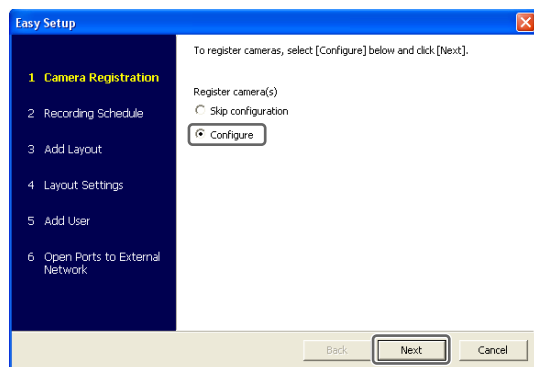 Easy Setup
To register cameras, select [Configure] below and click [Next].
1 Camera Registration
2 Recording Schedule
3 Add Layout
4 Layout Settings
5 Add User
6 Open Ports to External
Network
Register camera(s)
Skip configuration
Configure
Back
Next
Cancel